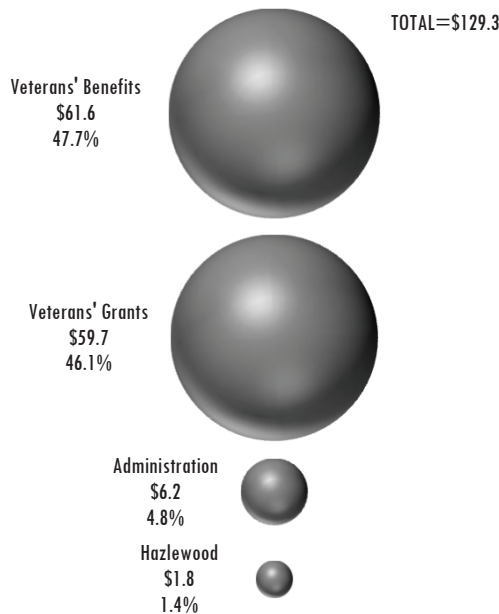 TOTAL=$129.3
Veterans' Benefits
$61.6
47.7%
Veterans' Grants
$59.7
46.1%
Administration
$6.2
4.8%
Hazlewood
$1.8
1.4%